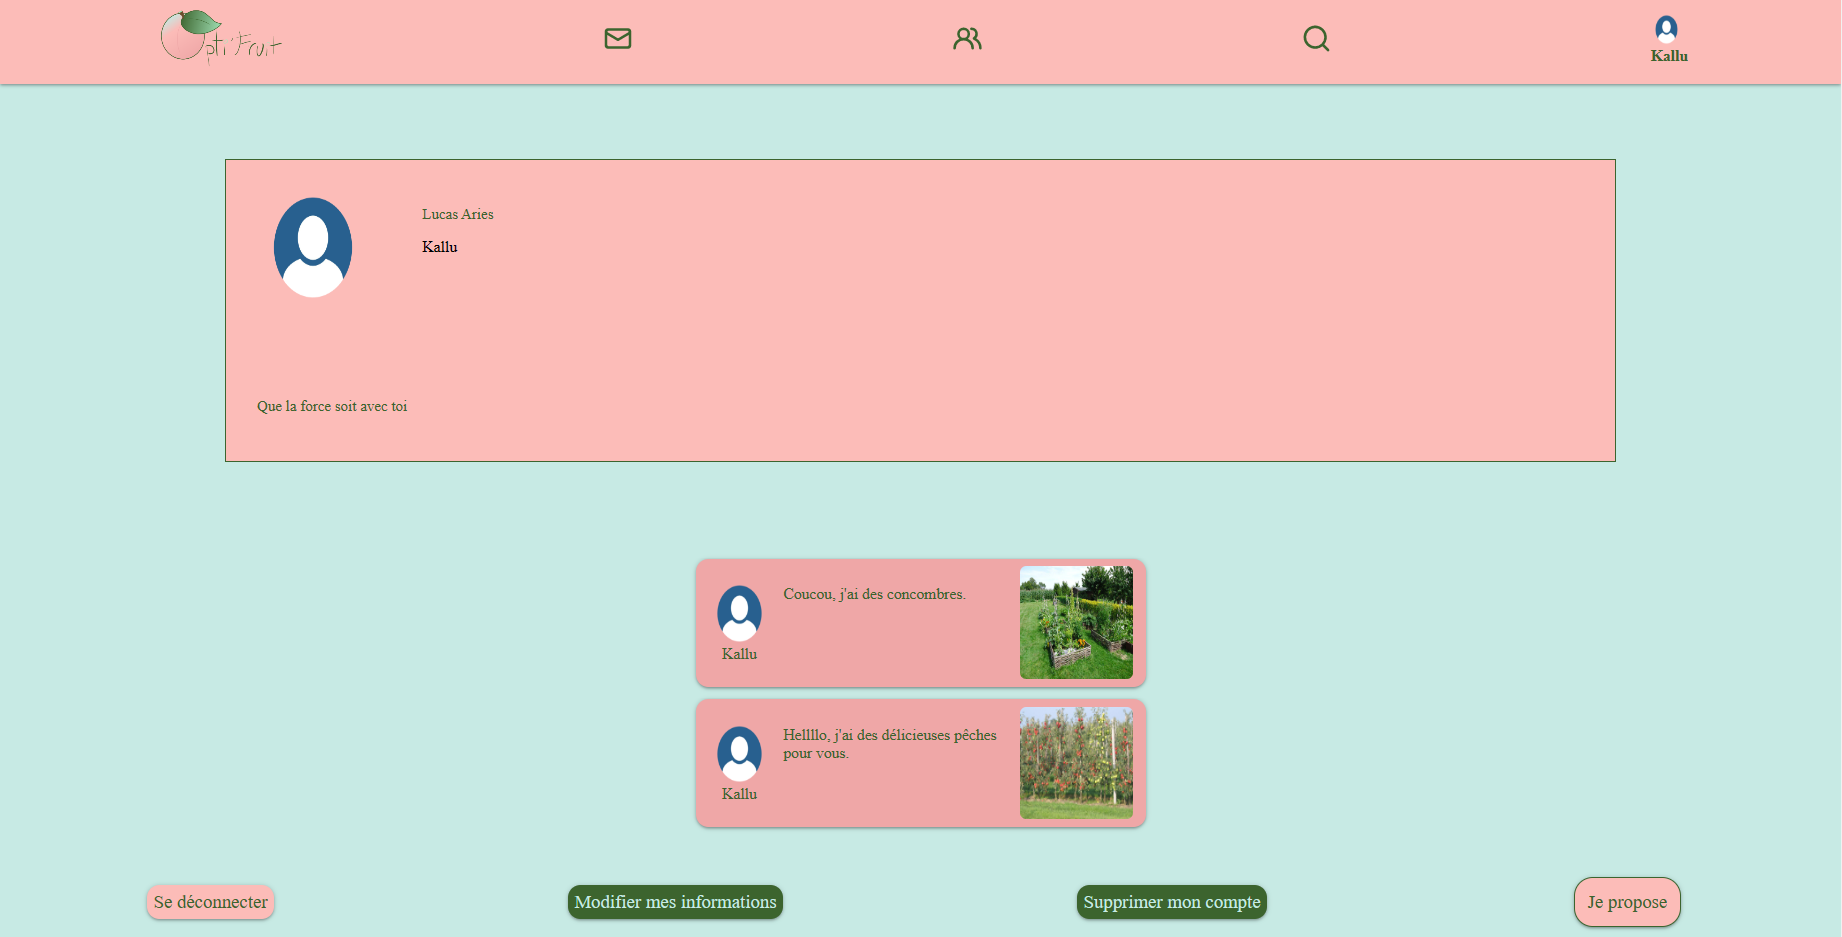 Opti'Fruit
Kallu
Lucas Aries
Kallu
Que la force soit avec toi
Coucou, j'ai des concombres.
Kallu
Hellllo, j'ai des délicieuses pêches
pour vous.
Kallu
Se déconnecter
Modifier mes informations
Supprimer mon compte
Je propose